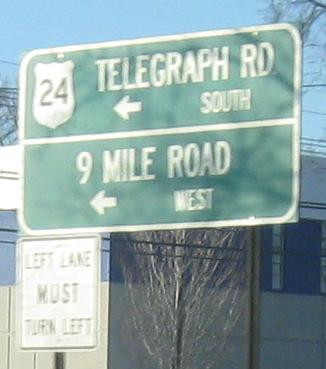 24 TELEGRAPH RD
SOUTH
9 MILE ROAD
WEST
LEFT LANE
MUST
TURN LEFT